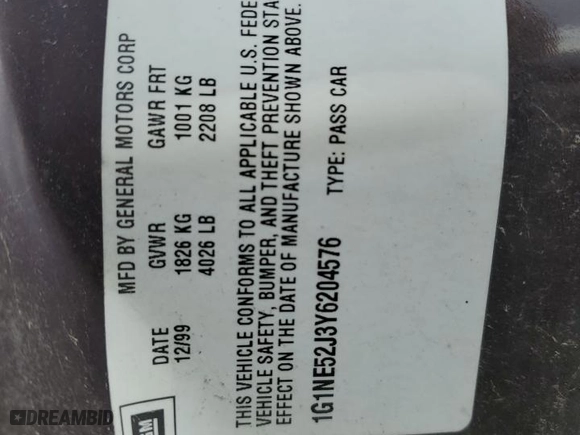 MFD BY GENERAL MOTORS CORP
DATE GVWR GAWR FRT
12/99 1826 KG 1001 KG
4026 LB 2208 LB
THIS VEHICLE CONFORMS TO ALL APPLICABLE U.S. FEDE
VEHICLE SAFETY, BUMPER, AND THEFT PREVENTION STA
EFFECT ON THE DATE OF MANUFACTURE SHOWN ABOVE.
1G1NE52J3Y6204576 TYPE: PASS CAR
GM
DREAMBID